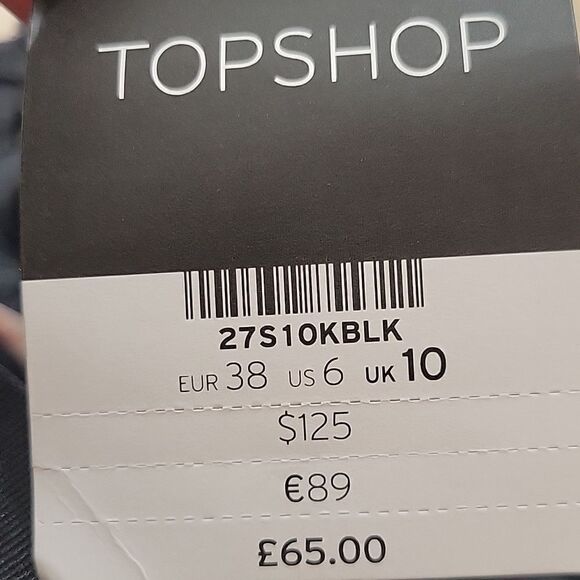 TOPSHOP
27S10KBLK
EUR 38 US 6 UK 10
$125
€89
£65.00